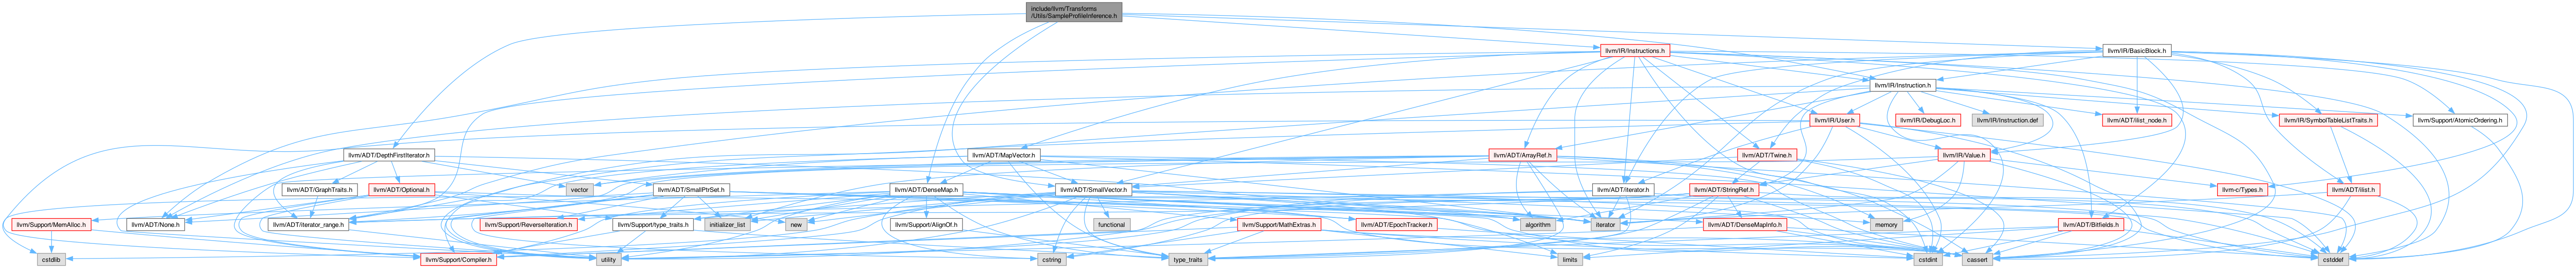 include/llvm/Transforms
/Utils/SampleProfileInference.h
llvm/IR/Instructions.h
llvm/IR/BasicBlock.h
llvm/IR/Instruction.h
llvm/IR/User.h
llvm/IR/DebugLoc.h
llvm/IR/Instruction.def
llvm/ADT/ilist_node.h
llvm/IR/SymbolTableListTraits.h
llvm/Support/AtomicOrdering.h
llvm/ADT/DepthFirstIterator.h
llvm/ADT/MapVector.h
llvm/ADT/ArrayRef.h
llvm/ADT/Twine.h
llvm/IR/Value.h
llvm/ADT/GraphTraits.h
llvm/ADT/Optional.h
vector
llvm/ADT/SmallPtrSet.h
llvm/ADT/DenseMap.h
llvm/ADT/SmallVector.h
llvm/ADT/iterator.h
llvm/ADT/StringRef.h
llvm-c/Types.h
llvm/ADT/ilist.h
llvm/Support/MemAlloc.h
llvm/ADT/None.h
llvm/ADT/iterator_range.h
llvm/Support/ReverseIteration.h
llvm/Support/type_traits.h
initializer_list
new
llvm/Support/AlignOf.h
functional
llvm/Support/MathExtras.h
llvm/ADT/EpochTracker.h
algorithm
iterator
llvm/ADT/DenseMapInfo.h
memory
llvm/ADT/Bitfields.h
cstdlib
llvm/Support/Compiler.h
utility
cstring
type_traits
limits
cstdint
cassert
cstddef